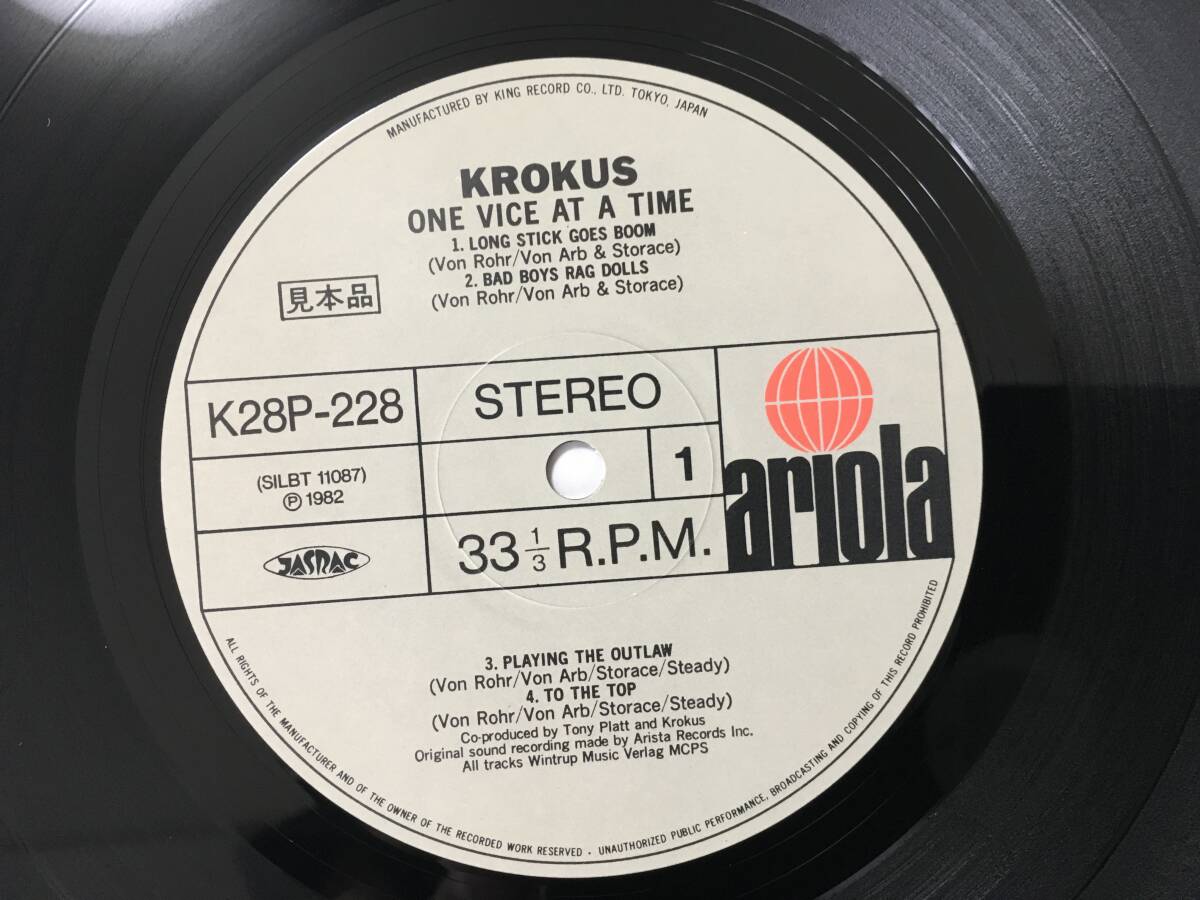 MANUFACTURED BY KING RECORD CO., LTD. TOKYO, JAPAN
KROKUS
ONE VICE AT A TIME
1. LONG STICK GOES BOOM
(Von Rohr/Von Arb & Storace)
2. BAD BOYS RAG DOLLS
(Von Rohr/Von Arb & Storace)
見本品
K28P-228
STEREO
(SILBT 11087)
Ⓟ 1982
1
ariola
JASRAC
33 1/3 R.P.M.
3. PLAYING THE OUTLAW
(Von Rohr/Von Arb/Storace/Steady)
4. TO THE TOP
(Von Rohr/Von Arb/Storace/Steady)
Co-produced by Tony Platt and Krokus
Original sound recording made by Arista Records Inc.
All tracks Wintrup Music Verlag MCPS
ALL RIGHTS OF THE MANUFACTURER AND OF THE OWNER OF THE RECORDED WORK RESERVED · UNAUTHORIZED PUBLIC PERFORMANCE, BROADCASTING AND COPYING OF THIS RECORD PROHIBITED